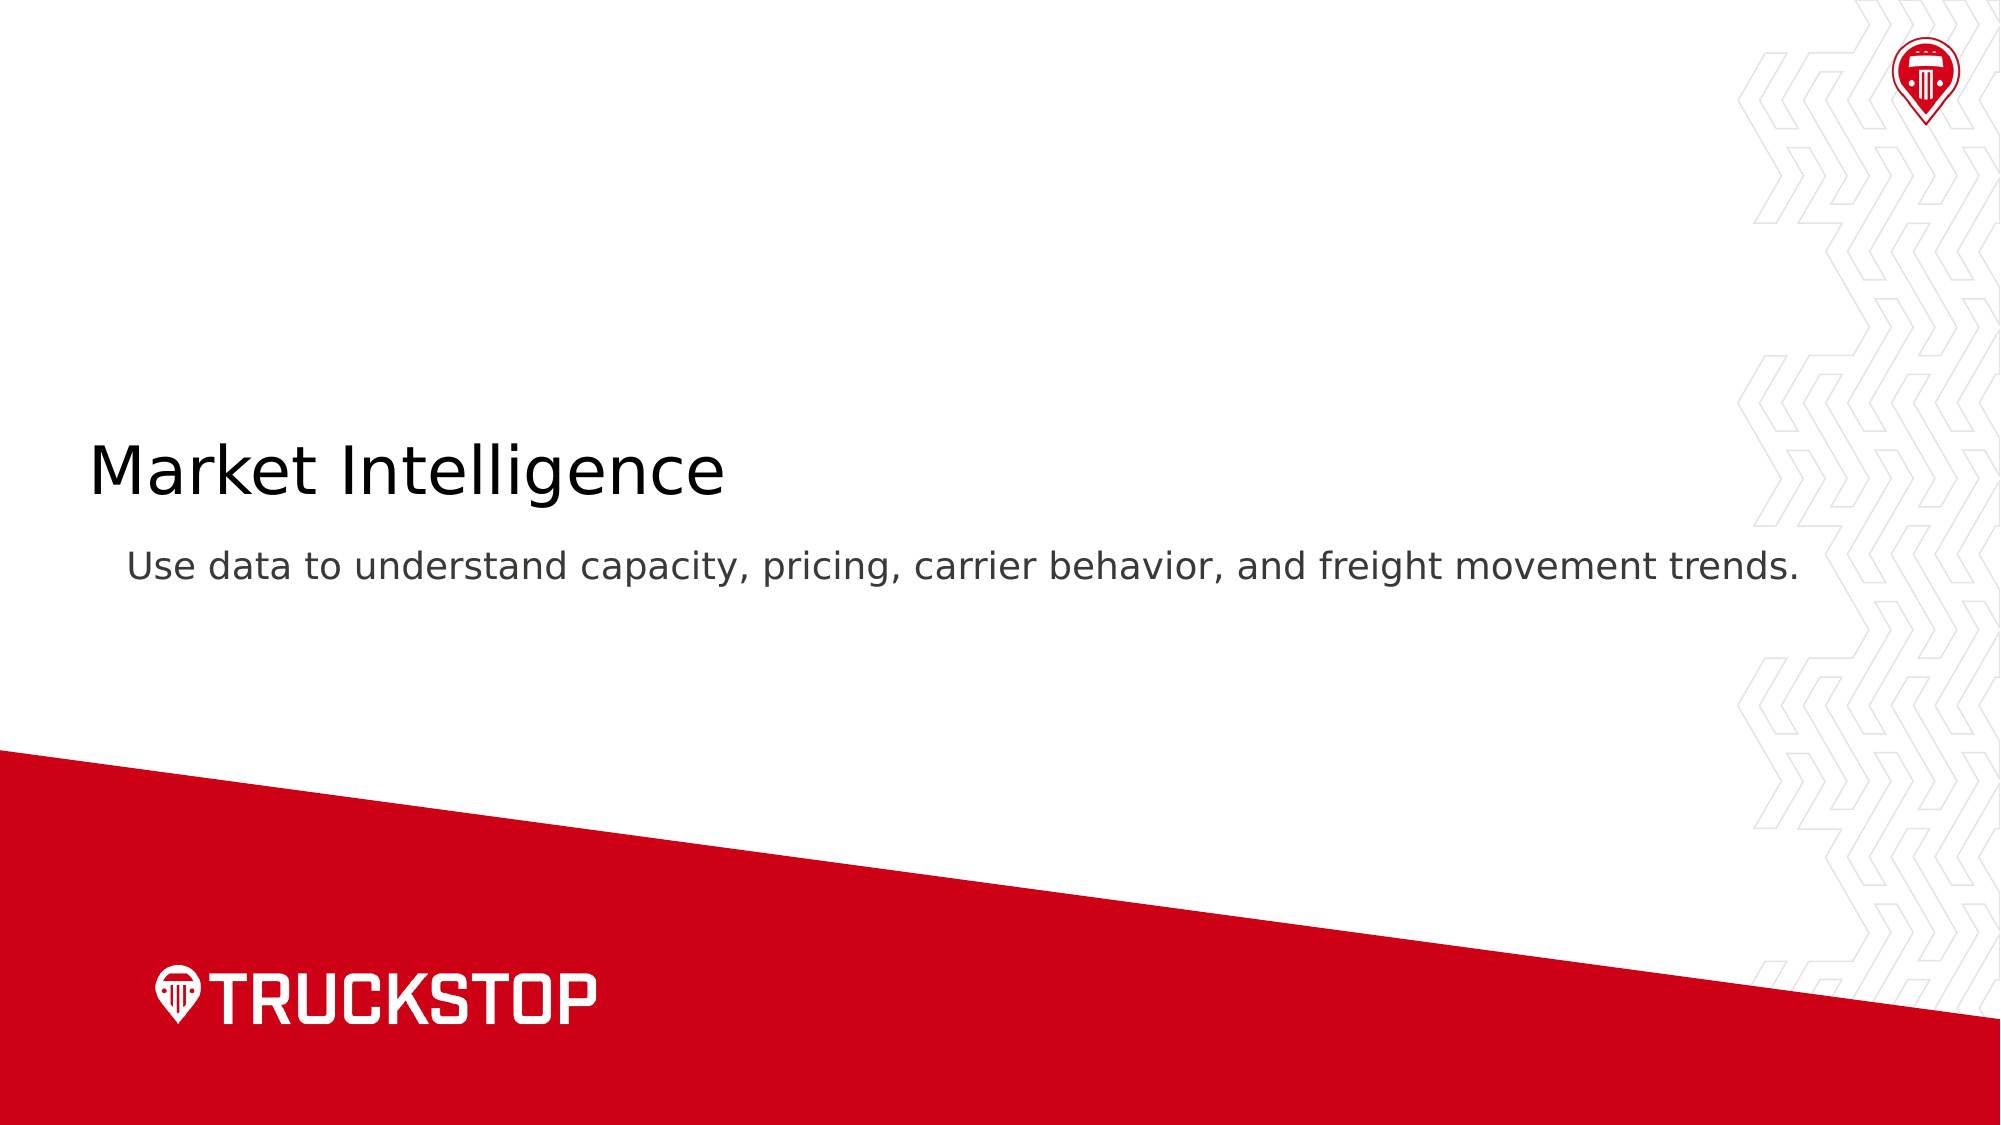 Market Intelligence
Use data to understand capacity, pricing, carrier behavior, and freight movement trends.
TRUCKSTOP